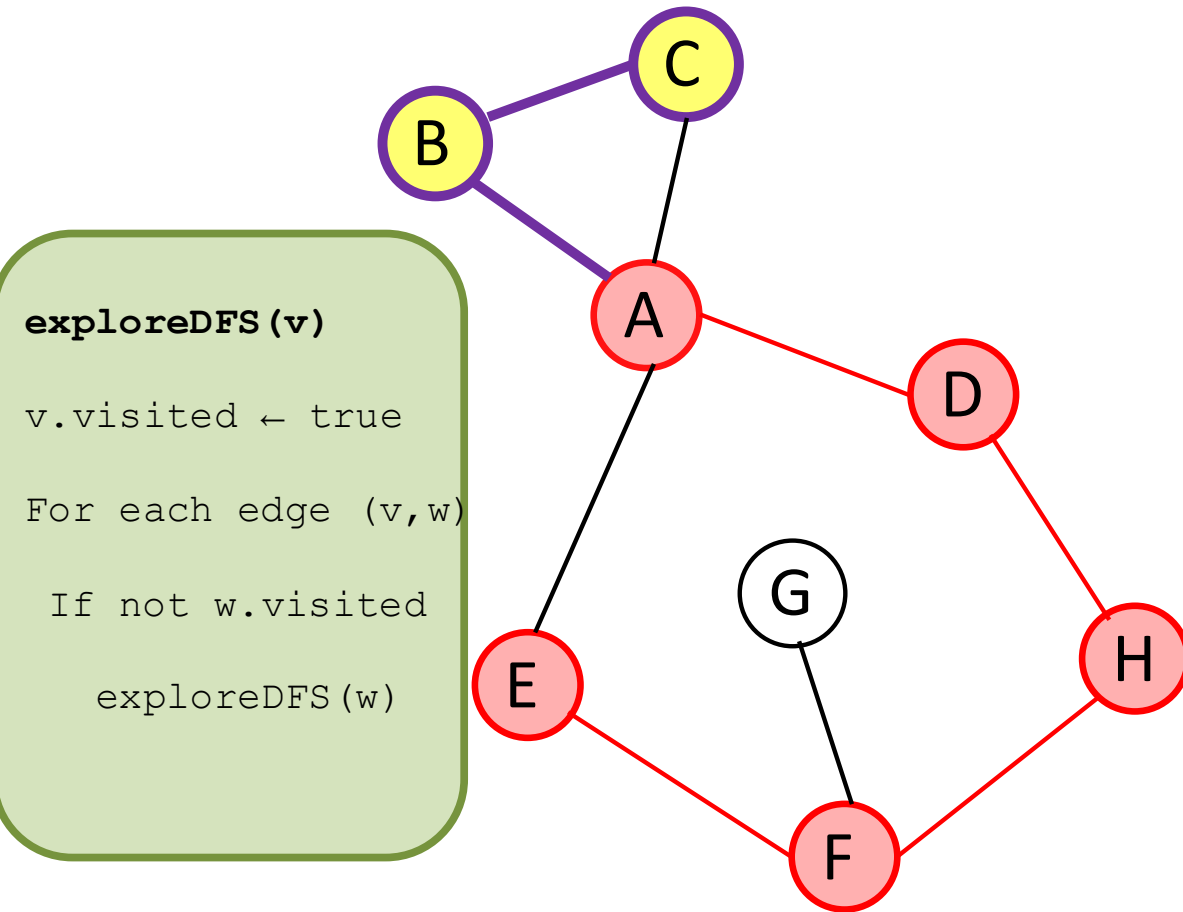 C
B
exploreDFS(v)
A
v.visited ← true
D
For each edge (v,w)
If not w.visited
G
exploreDFS(w)
E
H
F